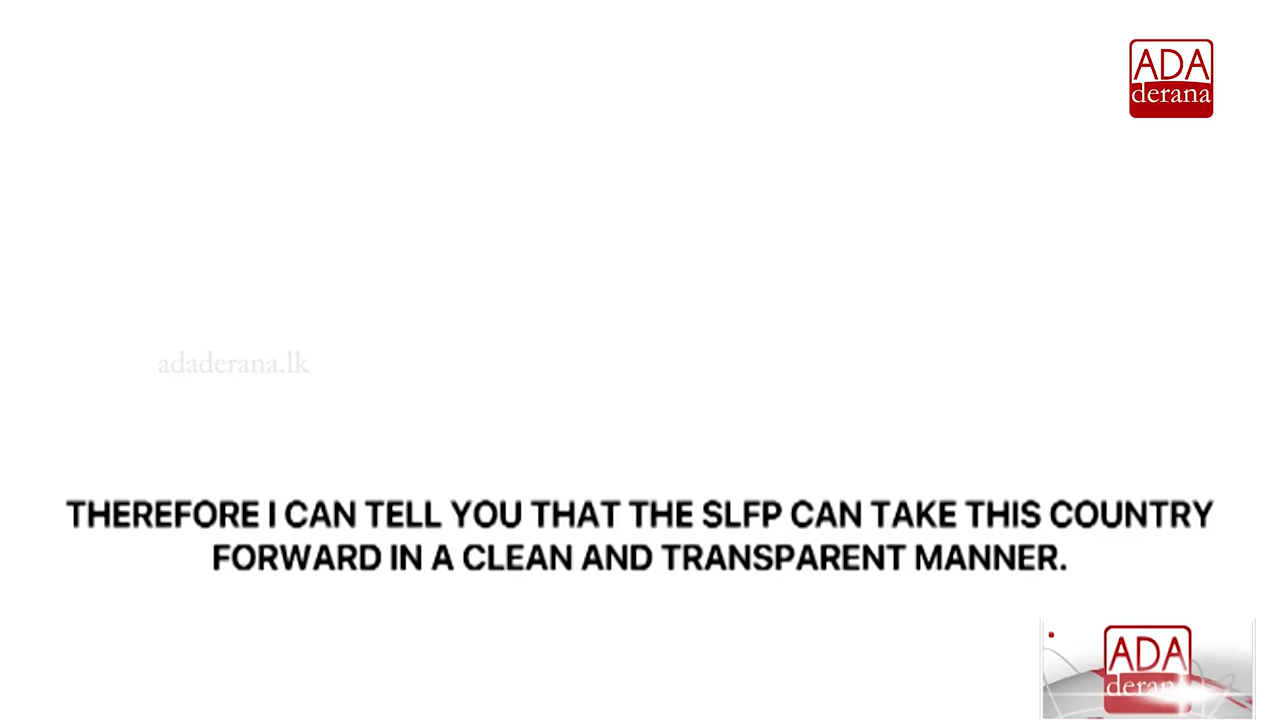 ADA
derana
adaderana.lk
THEREFORE I CAN TELL YOU THAT THE SLFP CAN TAKE THIS COUNTRY
FORWARD IN A CLEAN AND TRANSPARENT MANNER.
ADA
derana